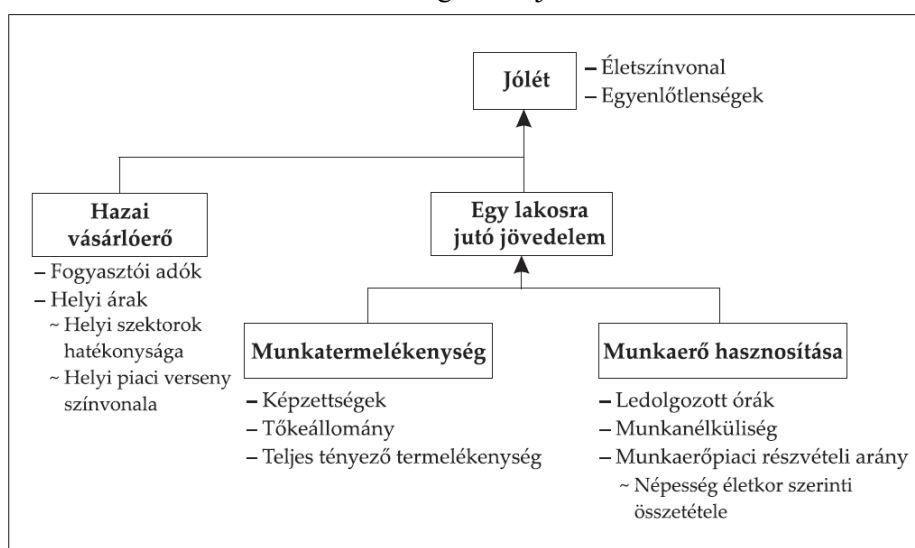 Jólét
– Életszínvonal
– Egyenlőtlenségek
Hazai
vásárlóerő
– Fogyasztói adók
– Helyi árak
~ Helyi szektorok
hatékonysága
~ Helyi piaci verseny
színvonala
Egy lakosra
jutó jövedelem
Munkatermelékenység
– Képzettségek
– Tőkeállomány
– Teljes tényező termelékenység
Munkaerő hasznosítása
– Ledolgozott órák
– Munkanélküliség
– Munkaerőpiaci részvételi arány
~ Népesség életkor szerinti
összetétele